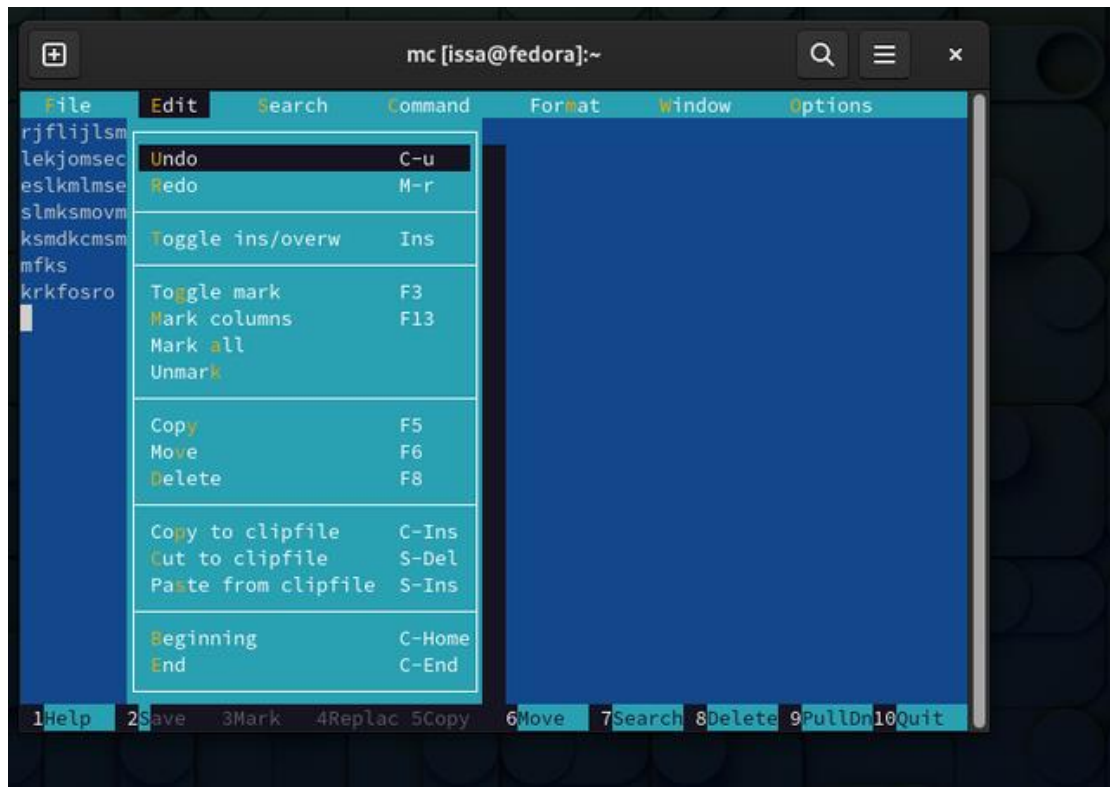 mc [issa@fedora]:~
File Edit Search Command Format Window Options
rjflijlsm
lekjomsec
eslkmlmse
slmksmovm
ksmdkcmsm
mfks
krkfosro
Undo C-u
Redo M-r
Toggle ins/overw Ins
Toggle mark F3
Mark columns F13
Mark all
Unmark
Copy F5
Move F6
Delete F8
Copy to clipfile C-Ins
Cut to clipfile S-Del
Paste from clipfile S-Ins
Beginning C-Home
End C-End
1Help 2Save 3Mark 4Replac 5Copy 6Move 7Search 8Delete 9PullDn10Quit